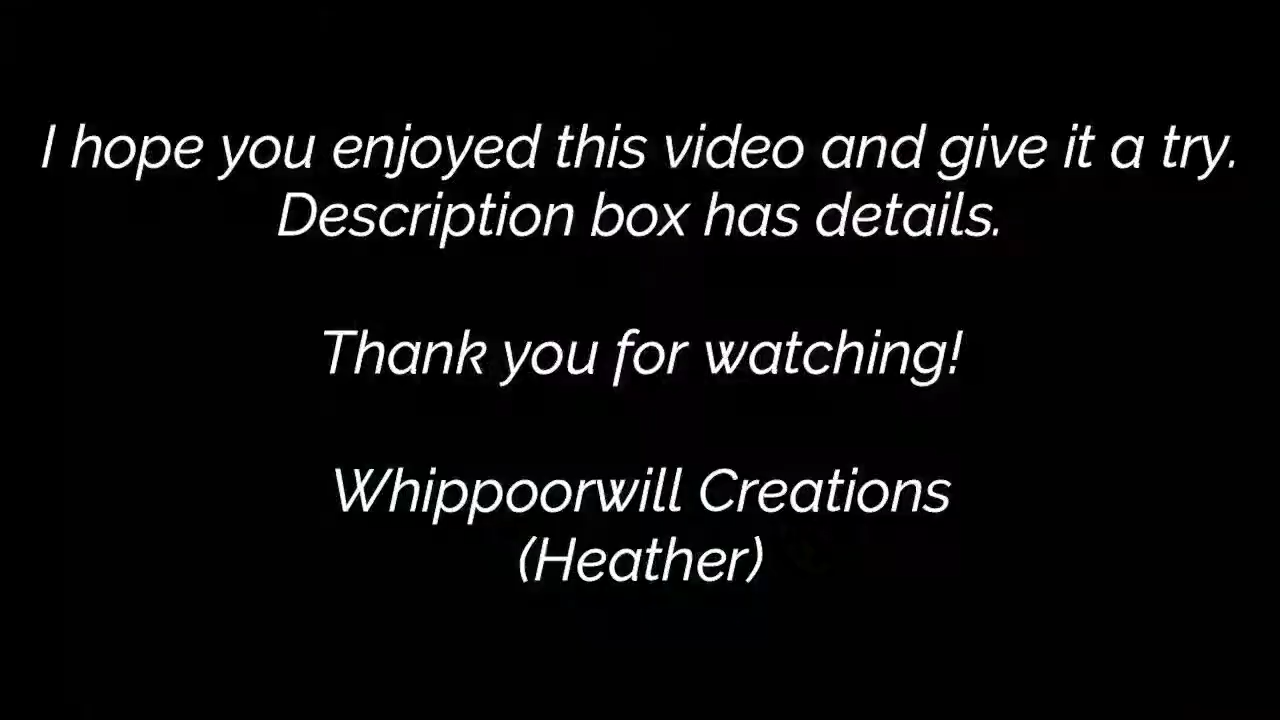 I hope you enjoyed this video and give it a try.
Description box has details.
Thank you for watching!
Whippoorwill Creations
(Heather)